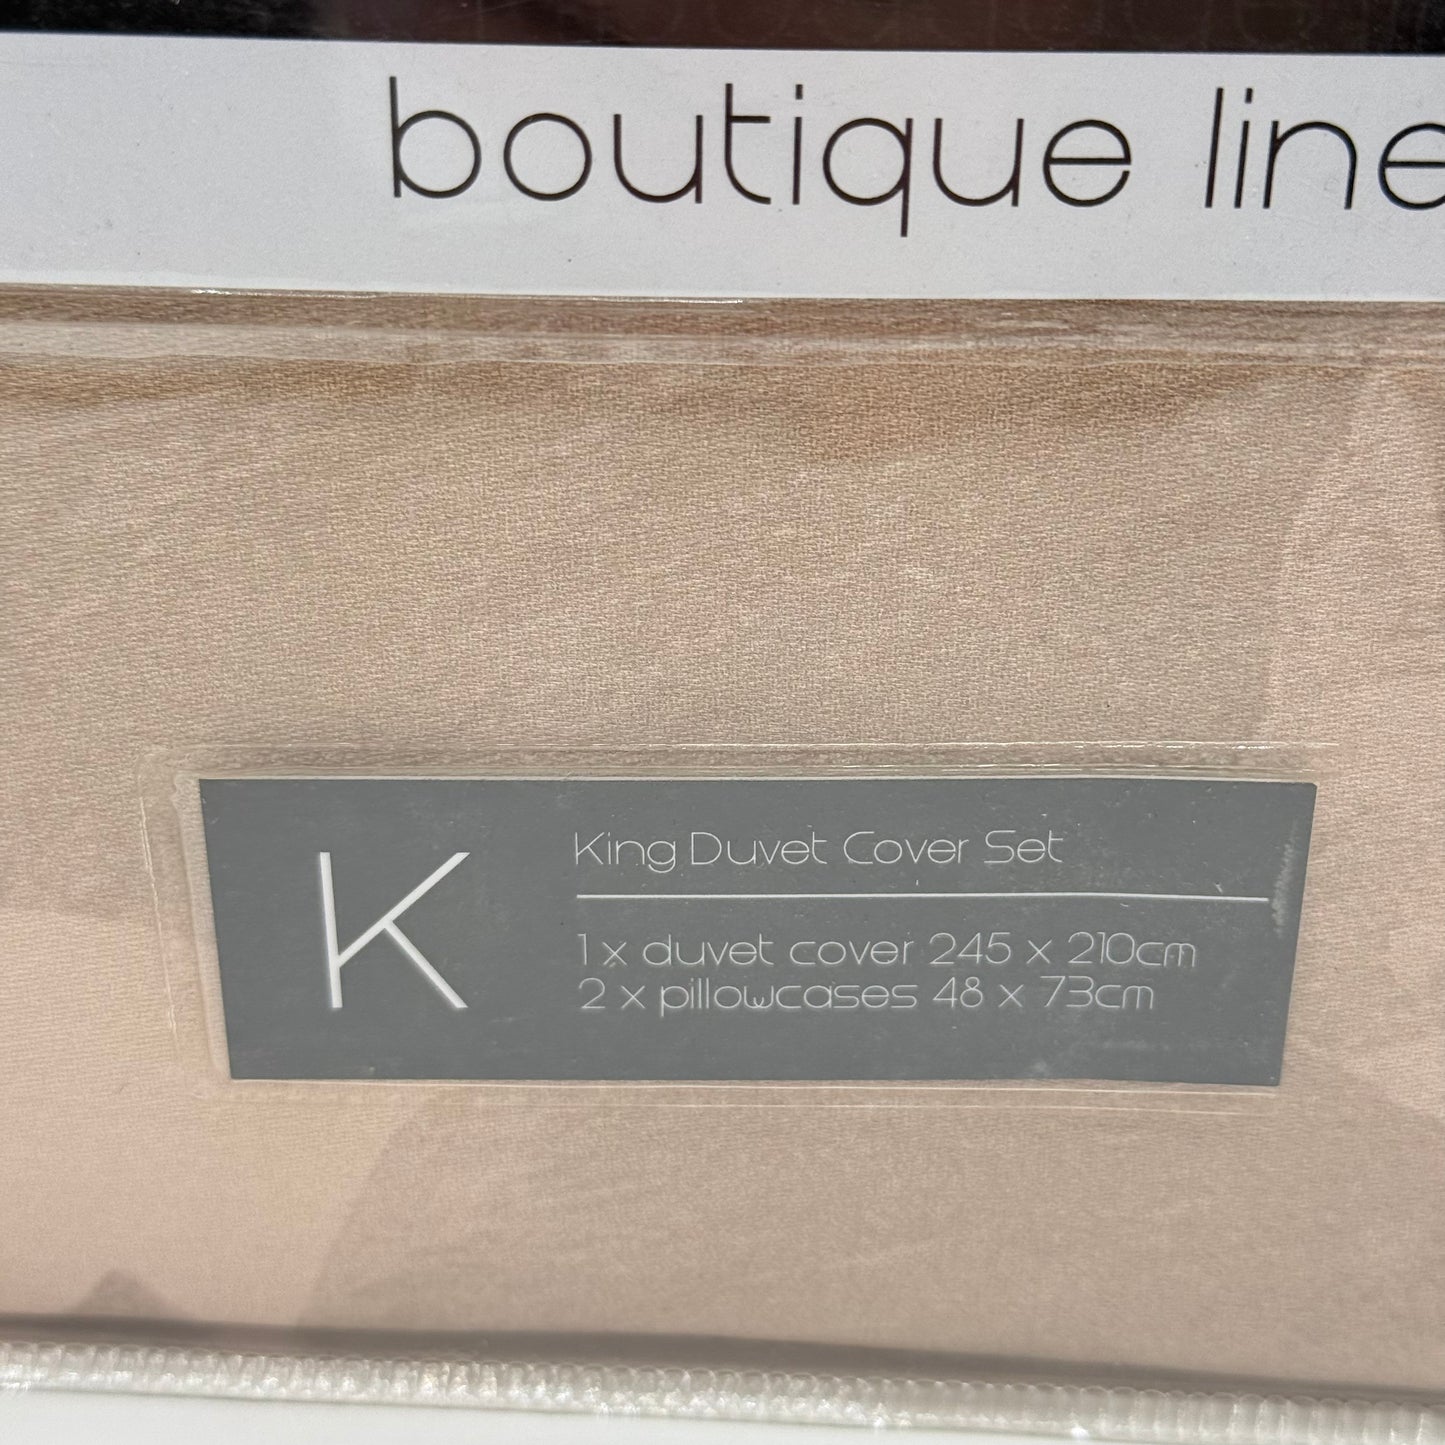 boutique line
K
King Duvet Cover Set
1 x duvet cover 245 x 210cm
2 x pillowcases 48 x 73cm